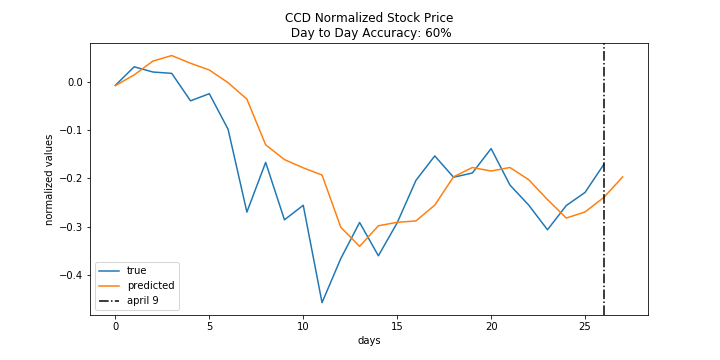 CCD Normalized Stock Price
Day to Day Accuracy: 60%
normalized values
0.0
−0.1
−0.2
−0.3
−0.4
true
predicted
april 9
0 5 10 15 20 25
days